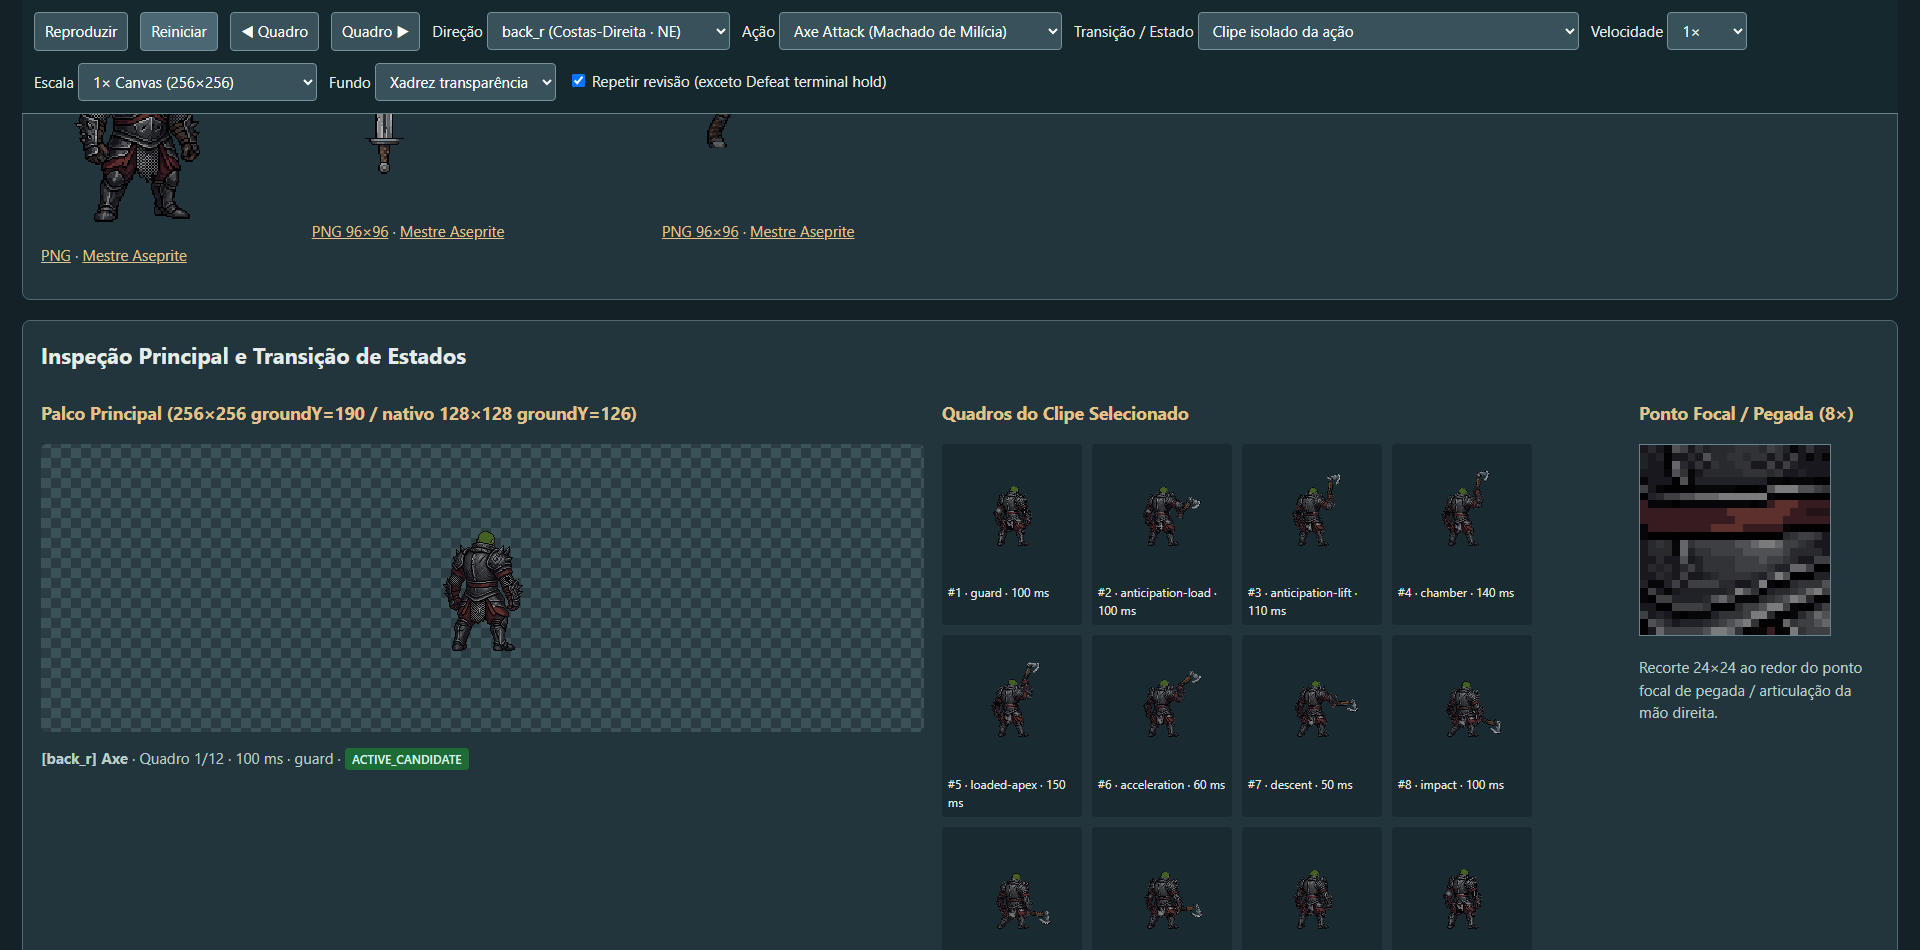 Reproduzir
Reiniciar
◀ Quadro
Quadro ▶
Direção
back_r (Costas-Direita · NE)
Ação
Axe Attack (Machado de Milícia)
Transição / Estado
Clipe isolado da ação
Velocidade
1×
Escala
1× Canvas (256×256)
Fundo
Xadrez transparência
Repetir revisão (exceto Defeat terminal hold)
PNG 96×96 · Mestre Aseprite
PNG 96×96 · Mestre Aseprite
PNG · Mestre Aseprite
Inspeção Principal e Transição de Estados
Palco Principal (256×256 groundY=190 / nativo 128×128 groundY=126)
[back_r] Axe · Quadro 1/12 · 100 ms · guard · ACTIVE_CANDIDATE
Quadros do Clipe Selecionado
#1 · guard · 100 ms
#2 · anticipation-load ·
100 ms
#3 · anticipation-lift ·
110 ms
#4 · chamber · 140 ms
#5 · loaded-apex · 150
ms
#6 · acceleration · 60 ms
#7 · descent · 50 ms
#8 · impact · 100 ms
Ponto Focal / Pegada (8×)
Recorte 24×24 ao redor do ponto
focal de pegada / articulação da
mão direita.